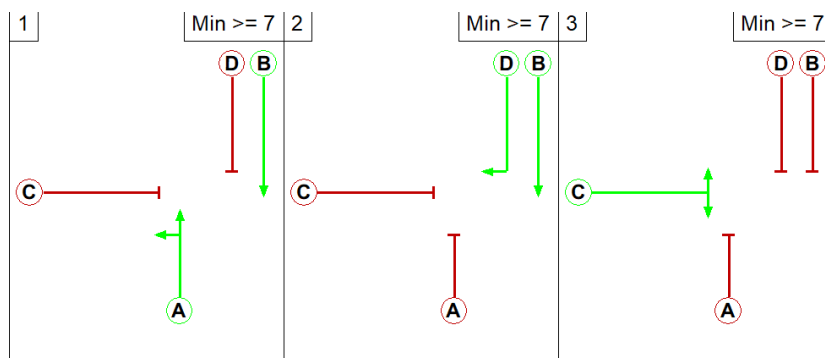 1 Min >= 7 2 Min >= 7 3 Min >= 7
D B D B D B
C C C
A A A